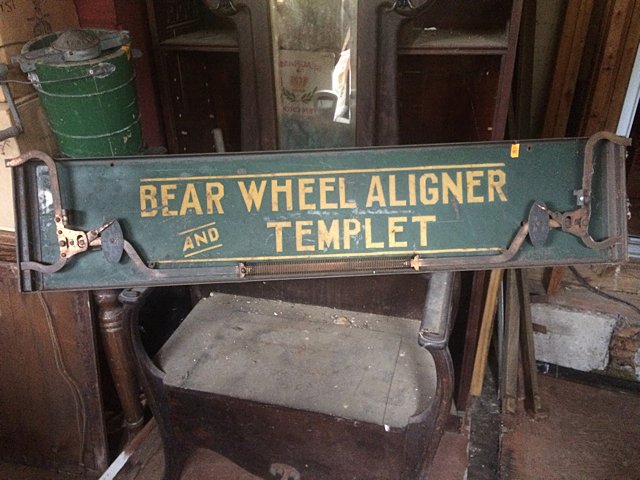 BEAR WHEEL ALIGNER
AND TEMPLET